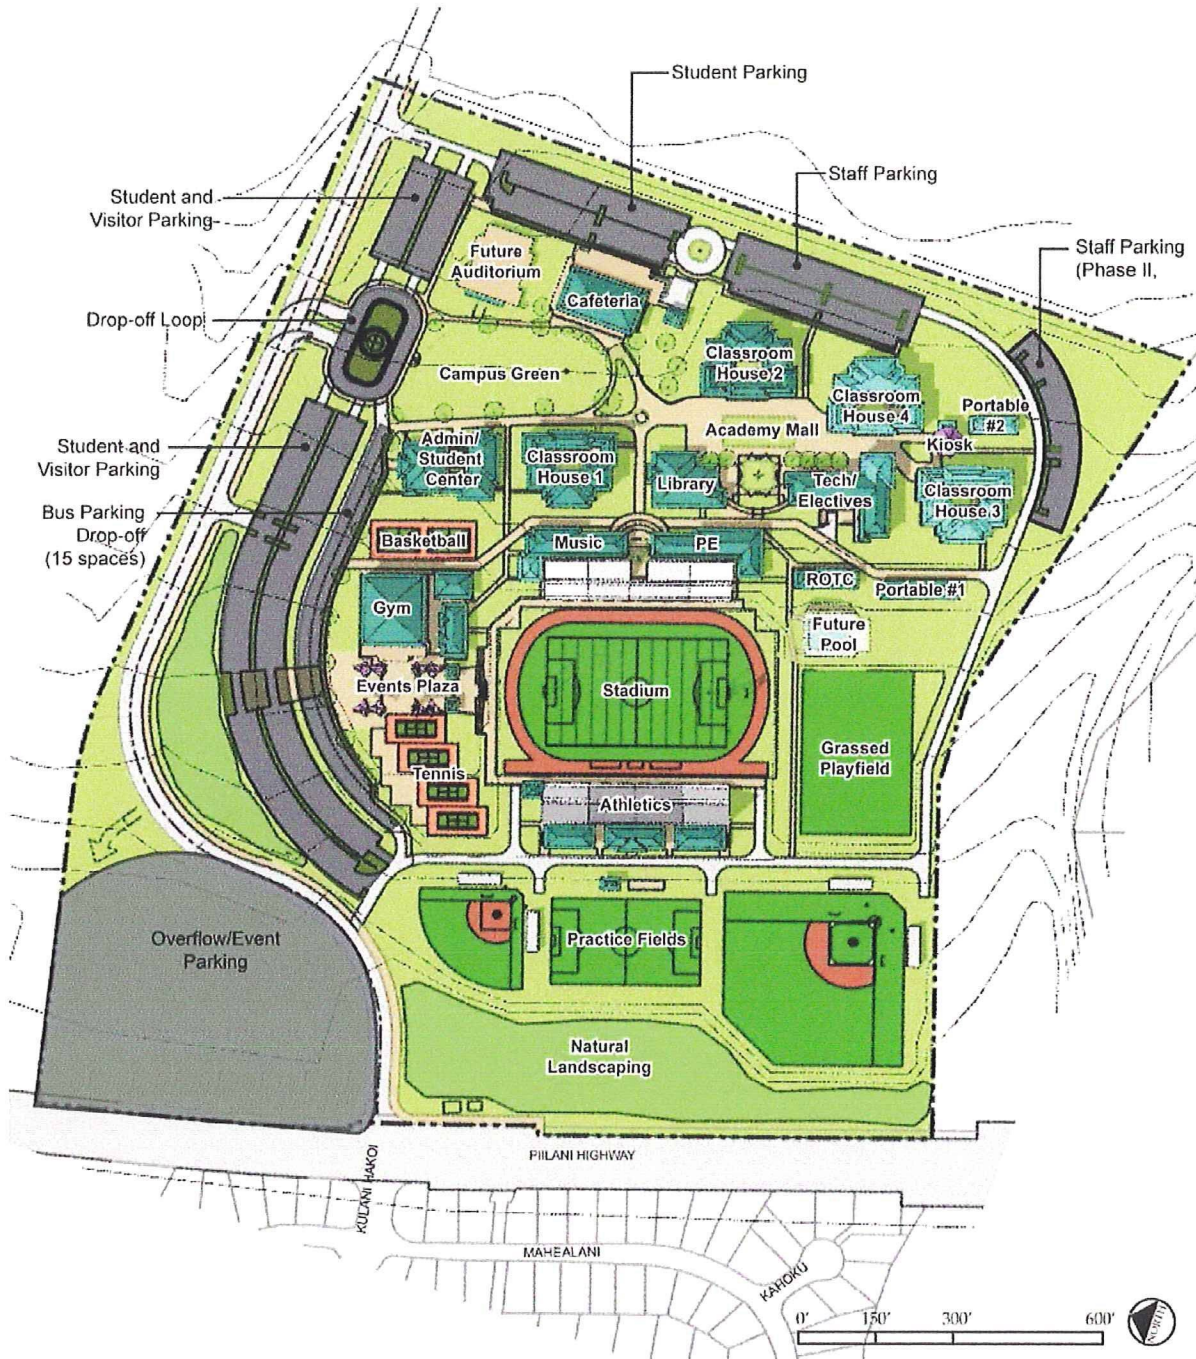 Student Parking
Staff Parking
Student and
Visitor Parking
Staff Parking
(Phase II,
Future
Auditorium
Cafeteria
Drop-off Loop
Classroom
House 2
Campus Green
Classroom
House 4
Portable
#2
Academy Mall
Kiosk
Student and
Visitor Parking
Admin/
Student
Center
Classroom
House 1
Library
Tech/
Electives
Classroom
House 3
Bus Parking
Drop-off
(15 spaces)
Basketball
Music
PE
ROTC
Portable #1
Gym
Future
Pool
Events Plaza
Stadium
Grassed
Playfield
Tennis
Athletics
Overflow/Event
Parking
Practice Fields
Natural
Landscaping
PIILANI HIGHWAY
KULANI HAKOI
MAHEALANI
KAHOKU
0' 150' 300' 600'
NORTH